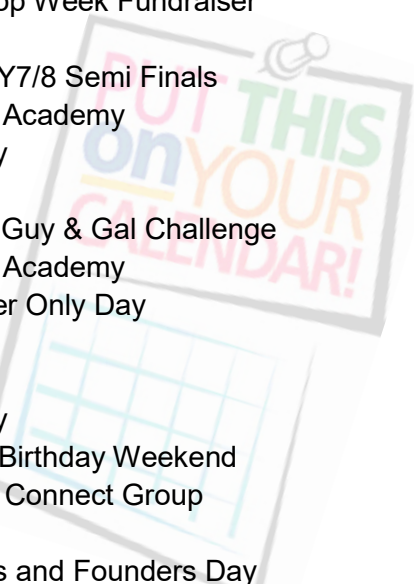 op Week Fundraiser
Y7/8 Semi Finals
Academy
y
Guy & Gal Challenge
Academy
er Only Day
y
Birthday Weekend
Connect Group
s and Founders Day
PUT THIS
on YOUR
CALENDAR!